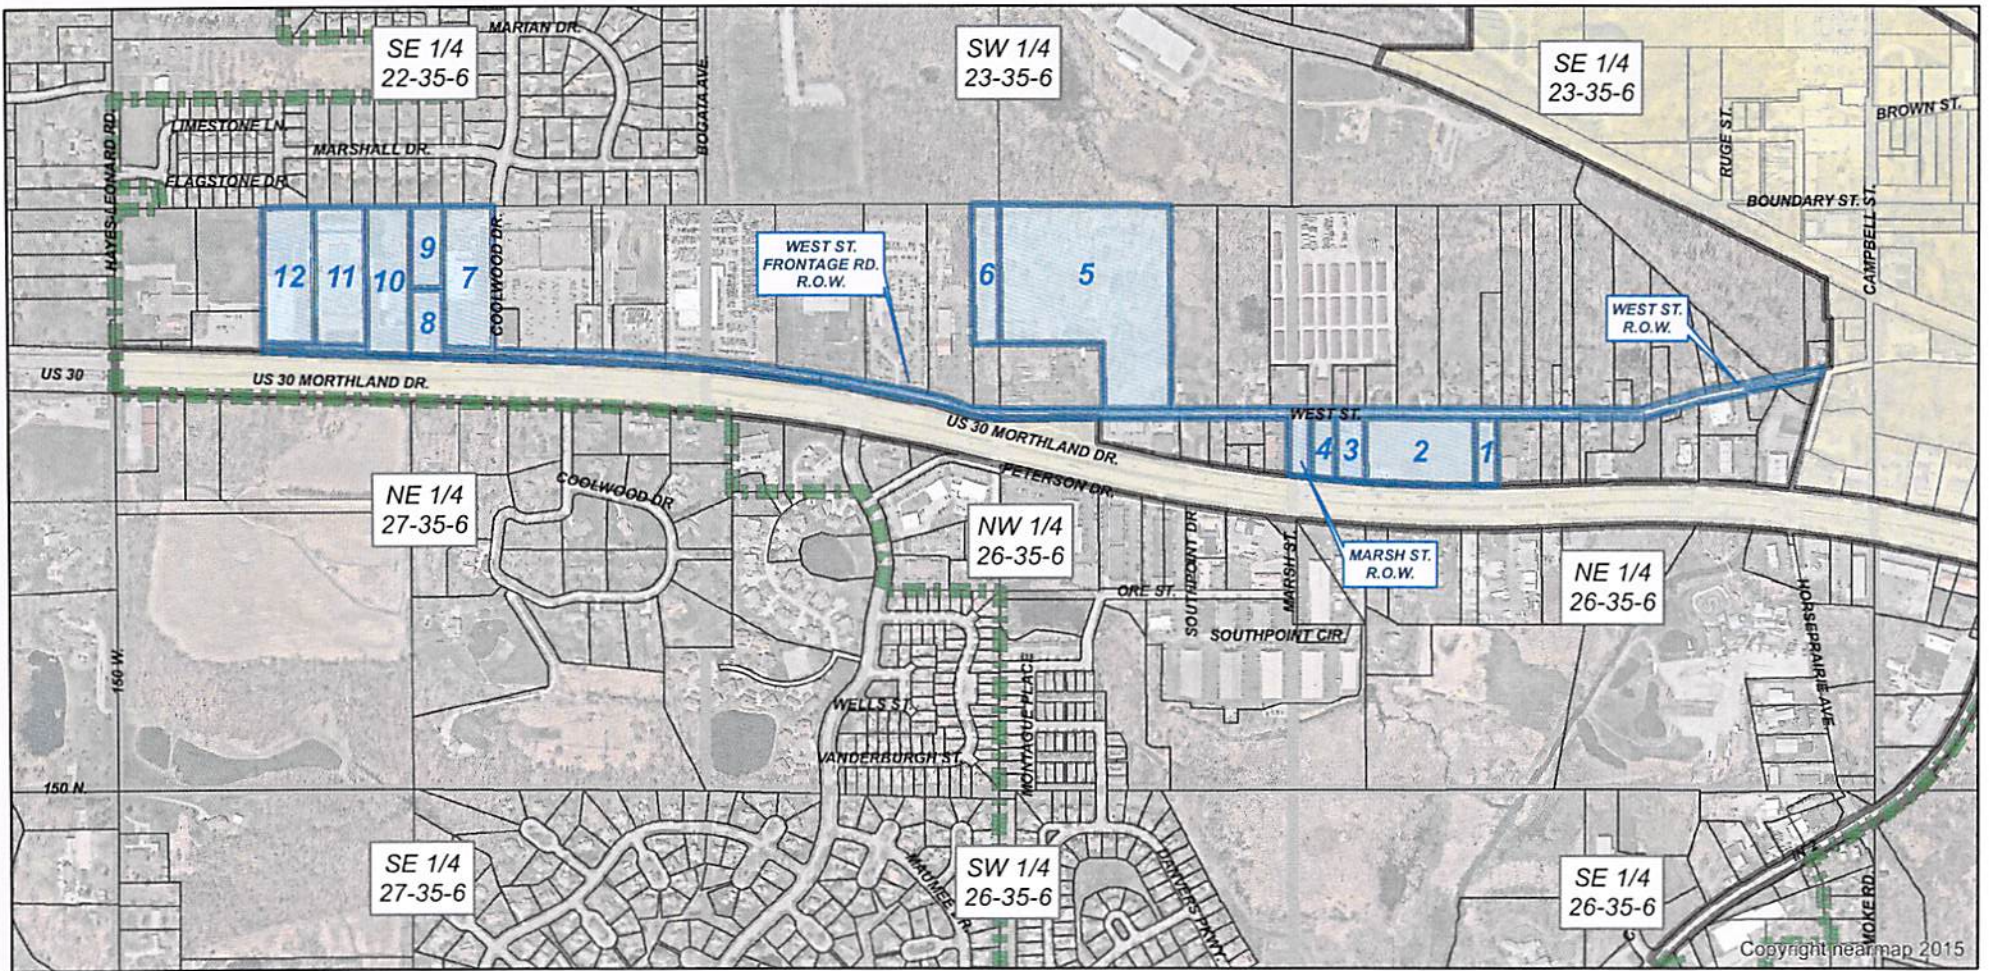 SE 1/4
22-35-6
MARIAN DR.
SW 1/4
23-35-6
SE 1/4
23-35-6
BROWN ST.
RUGE ST.
BOGATA AVE.
HAYES-LEONARD RD.
LIMESTONE LN.
MARSHALL DR.
FLAGSTONE DR.
BOUNDARY ST.
CAMPBELL ST.
12
11
10
9
8
7
COOLWOOD DR.
WEST ST.
FRONTAGE RD.
R.O.W.
6
5
WEST ST.
R.O.W.
US 30
US 30 MORTHLAND DR.
US 30 MORTHLAND DR.
WEST ST.
4
3
2
1
PETERSON DR.
COOLWOOD DR
NE 1/4
27-35-6
NW 1/4
26-35-6
MARSH ST.
R.O.W.
NE 1/4
26-35-6
SOUTHPOINT DR
MARSH ST.
ORE ST.
SOUTHPOINT CIR.
HORSEPRAIRIE AVE
150 W.
MONTAGUE PLACE
WELLS ST.
VANDERBURGH ST.
150 N.
SE 1/4
27-35-6
MAUMEE DR.
SW 1/4
26-35-6
DANVERS PKWY.
SE 1/4
26-35-6
IN 2
SMOKE RD.
Copyright nearmap 2015